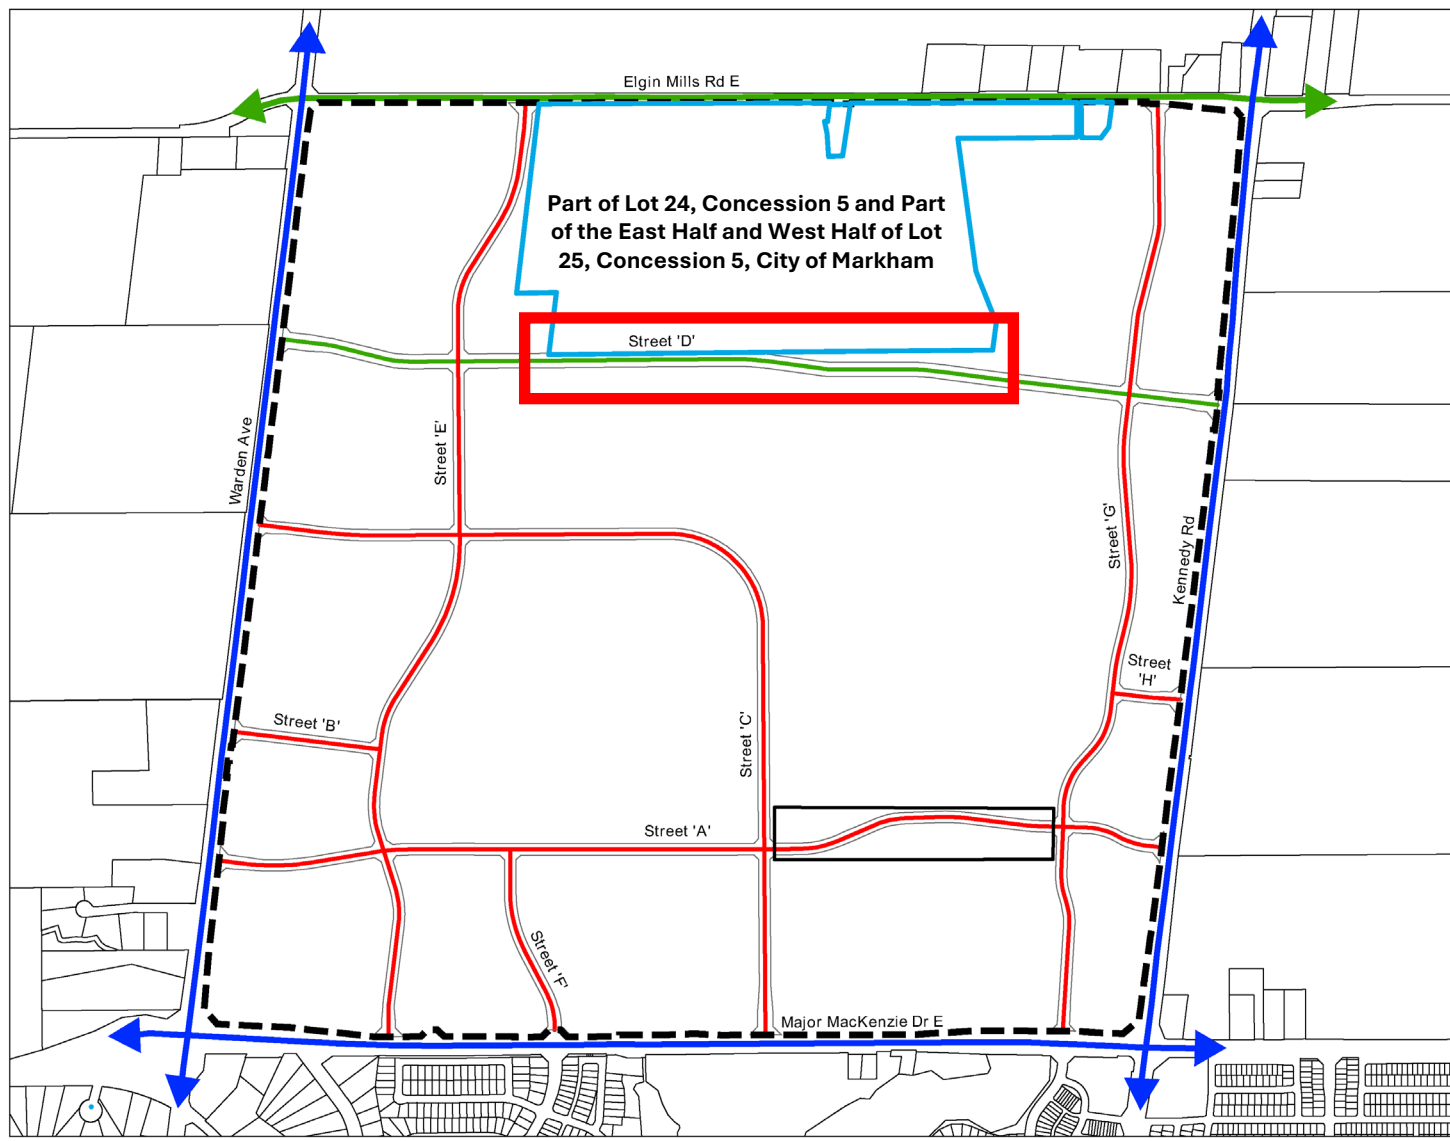 Elgin Mills Rd E
Part of Lot 24, Concession 5 and Part
of the East Half and West Half of Lot
25, Concession 5, City of Markham
Street 'D'
Warden Ave
Street 'E'
Street 'G'
Kennedy Rd
Street
'H'
Street 'B'
Street 'C'
Street 'A'
Street 'F'
Major MacKenzie Dr E